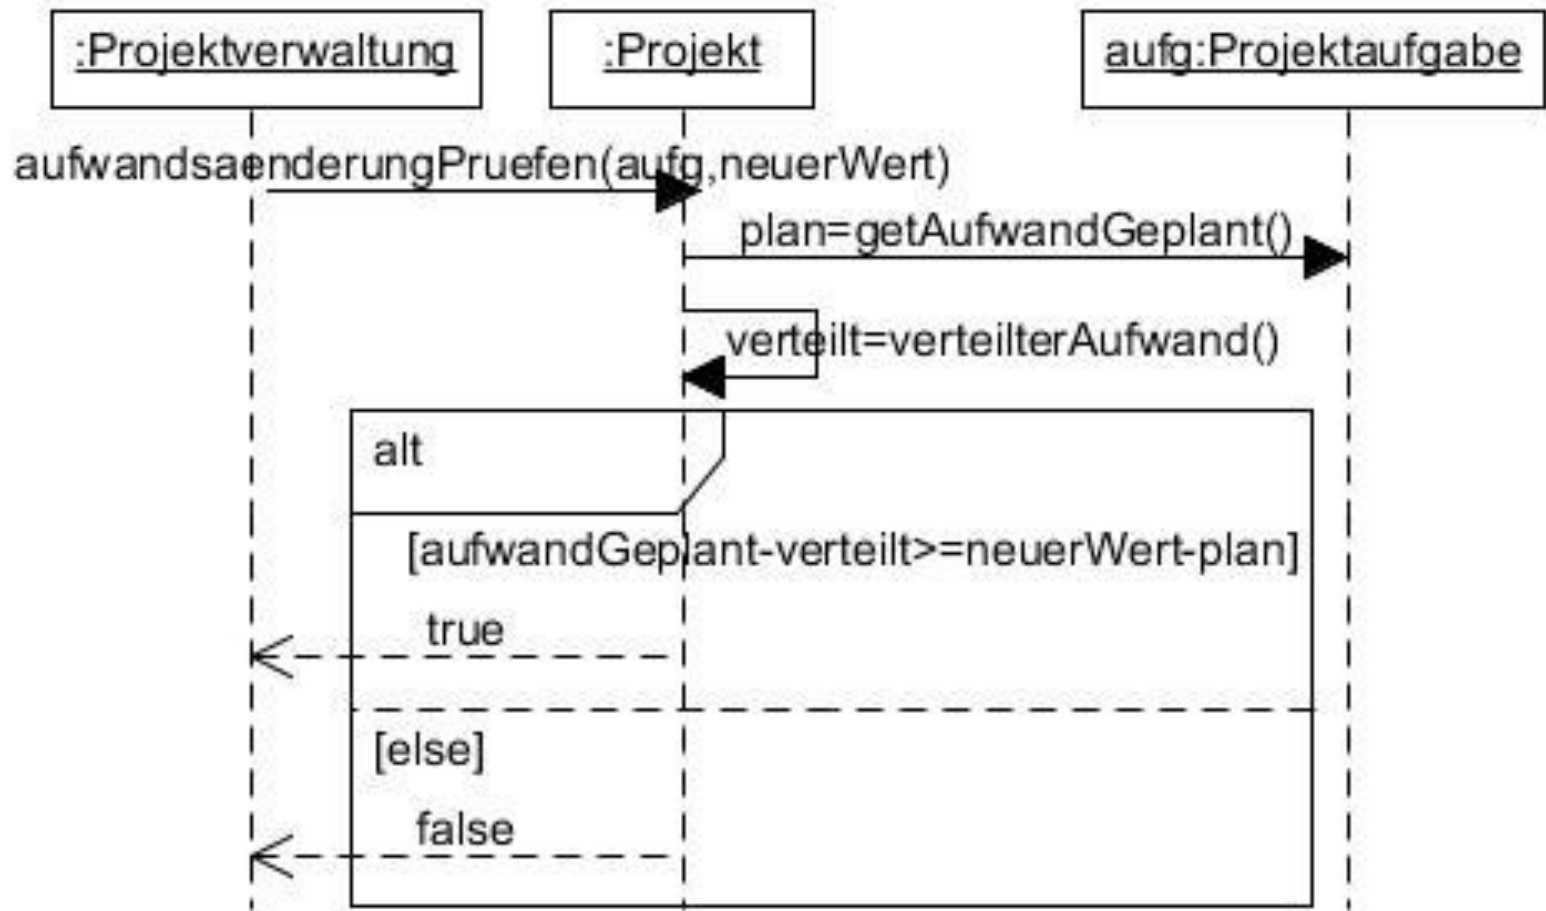 :Projektverwaltung
:Projekt
aufg:Projektaufgabe
aufwandsaenderungPruefen(aufg,neuerWert)
plan=getAufwandGeplant()
verteilt=verteilterAufwand()
alt
[aufwandGeplant-verteilt>=neuerWert-plan]
true
[else]
false